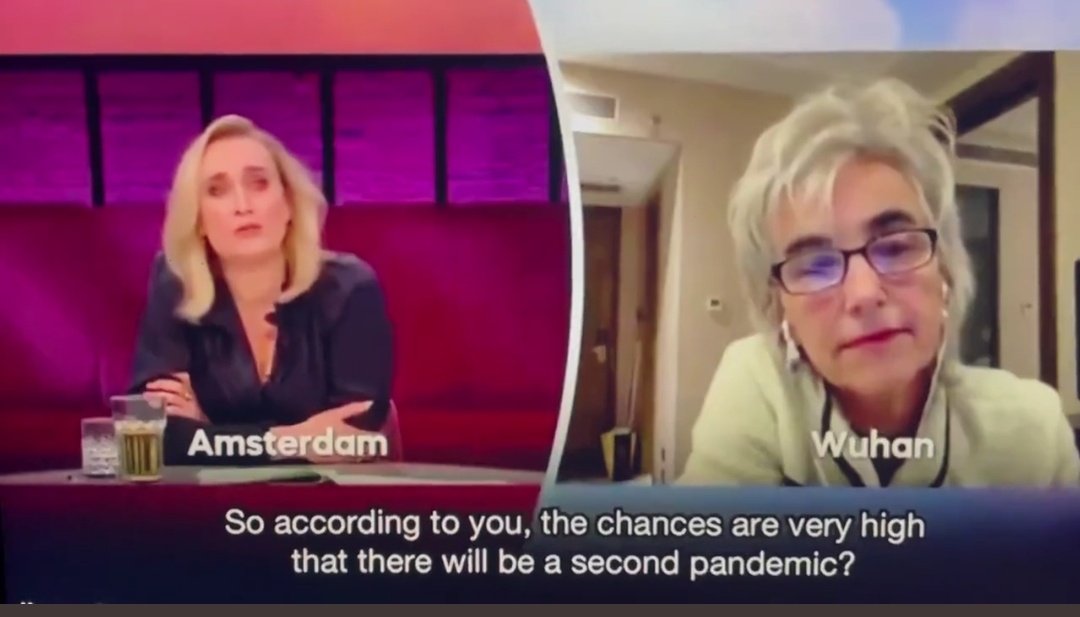 Amsterdam
Wuhan
So according to you, the chances are very high
that there will be a second pandemic?